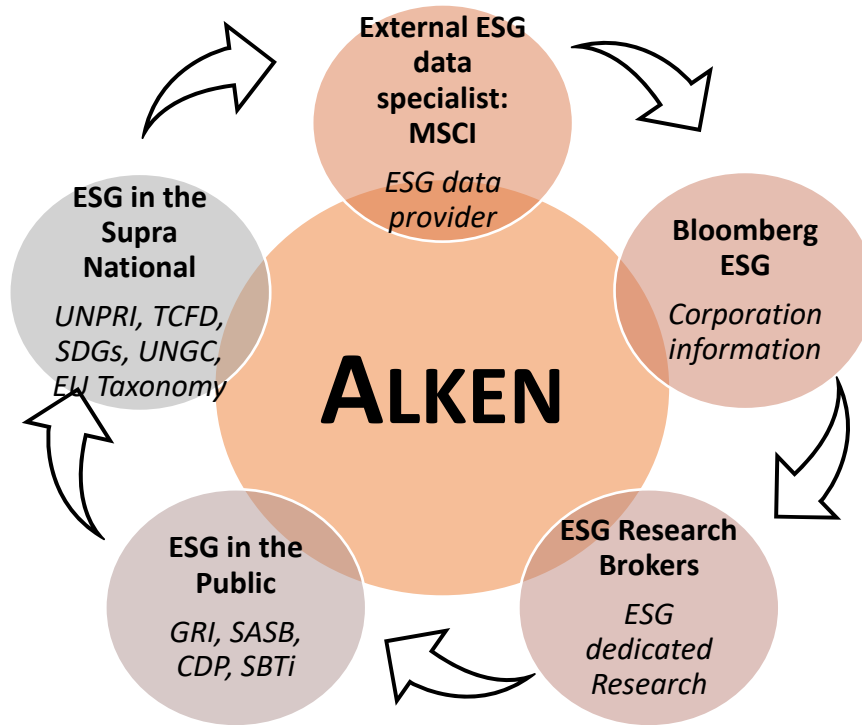 External ESG
data
specialist:
MSCI
ESG data
provider
Bloomberg
ESG
Corporation
information
ESG Research
Brokers
ESG
dedicated
Research
ESG in the
Public
GRI, SASB,
CDP, SBTi
ESG in the
Supra
National
UNPRI, TCFD,
SDGs, UNGC,
EU Taxonomy
ALKEN